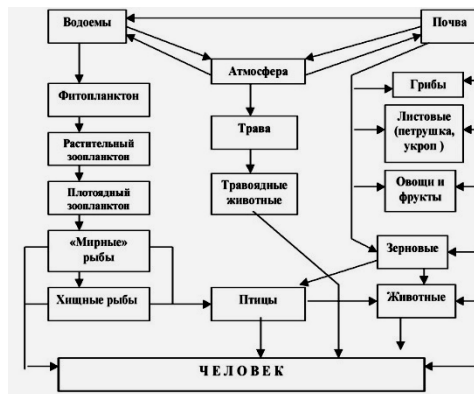 Водоемы
Почва
Атмосфера
Фитопланктон
Грибы
Трава
Листовые
(петрушка,
укроп )
Растительный
зоопланктон
Плотоядный
зоопланктон
Травоядные
животные
Овощи и
фрукты
«Мирные»
рыбы
Зерновые
Хищные рыбы
Птицы
Животные
Ч Е Л О В Е К